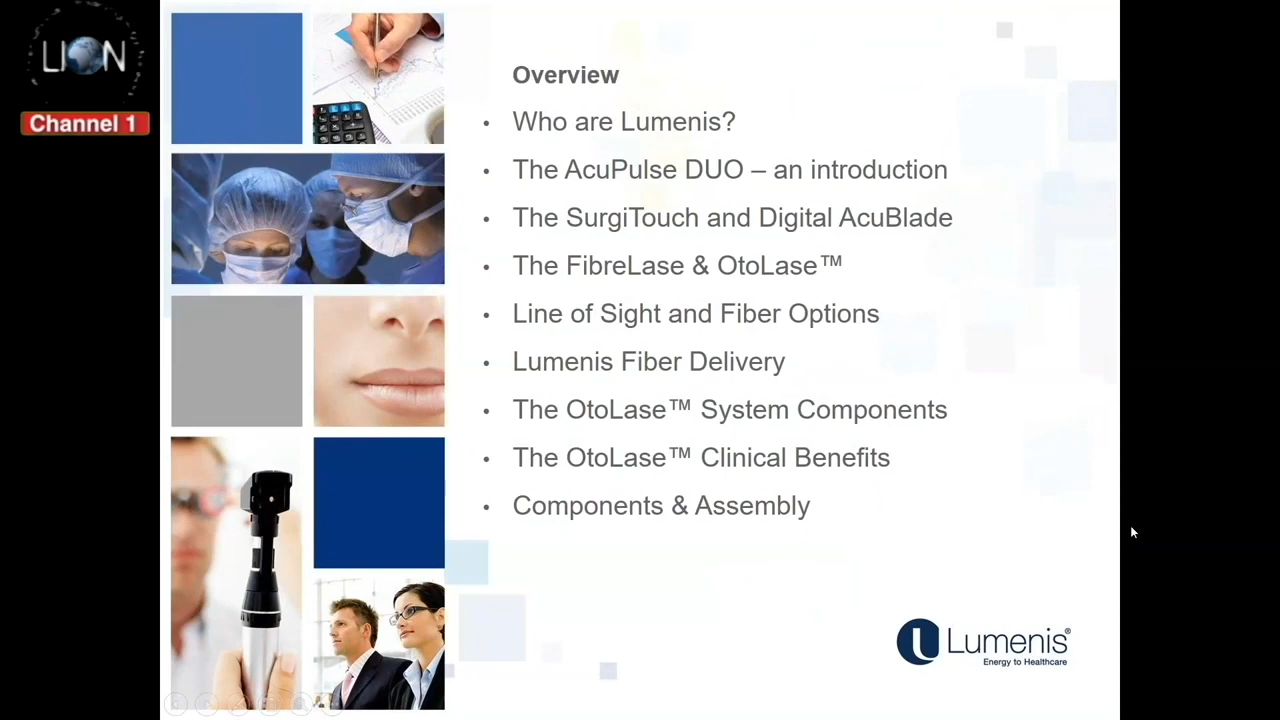 LION
Channel 1
Overview
• Who are Lumenis?
• The AcuPulse DUO – an introduction
• The SurgiTouch and Digital AcuBlade
• The FibreLase & OtoLase™
• Line of Sight and Fiber Options
• Lumenis Fiber Delivery
• The OtoLase™ System Components
• The OtoLase™ Clinical Benefits
• Components & Assembly
Lumenis®
Energy to Healthcare